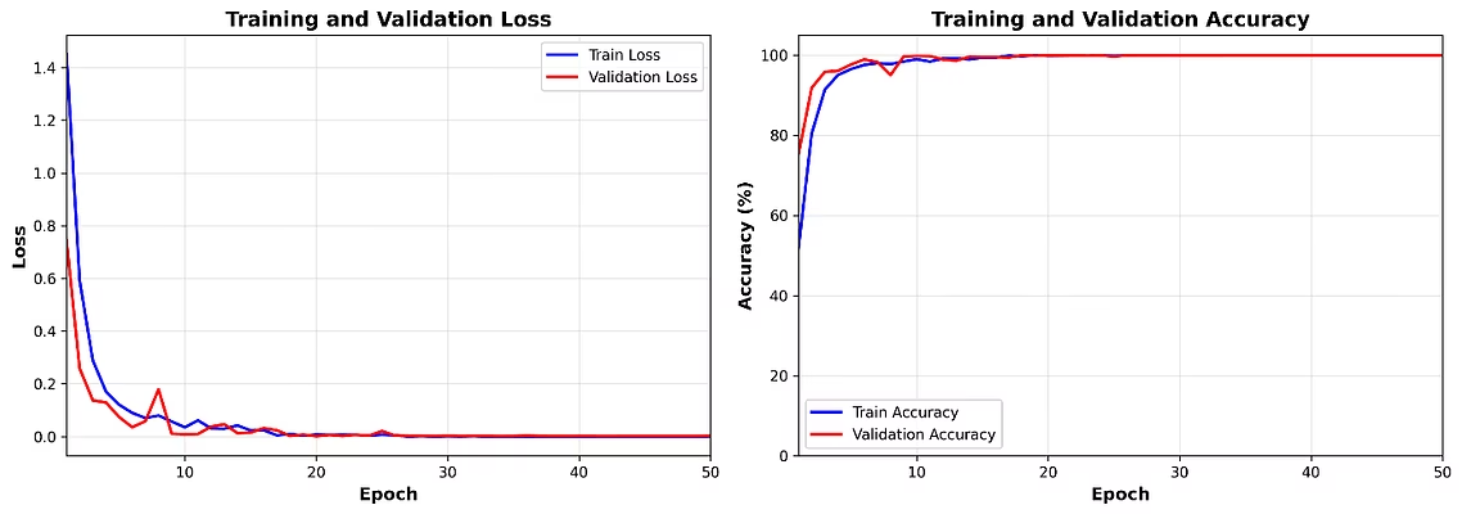 Training and Validation Loss
Loss
1.4
1.2
1.0
0.8
0.6
0.4
0.2
0.0
Train Loss
Validation Loss
10 20 30 40 50
Epoch
Training and Validation Accuracy
Accuracy (%)
100
80
60
40
20
0
Train Accuracy
Validation Accuracy
10 20 30 40 50
Epoch